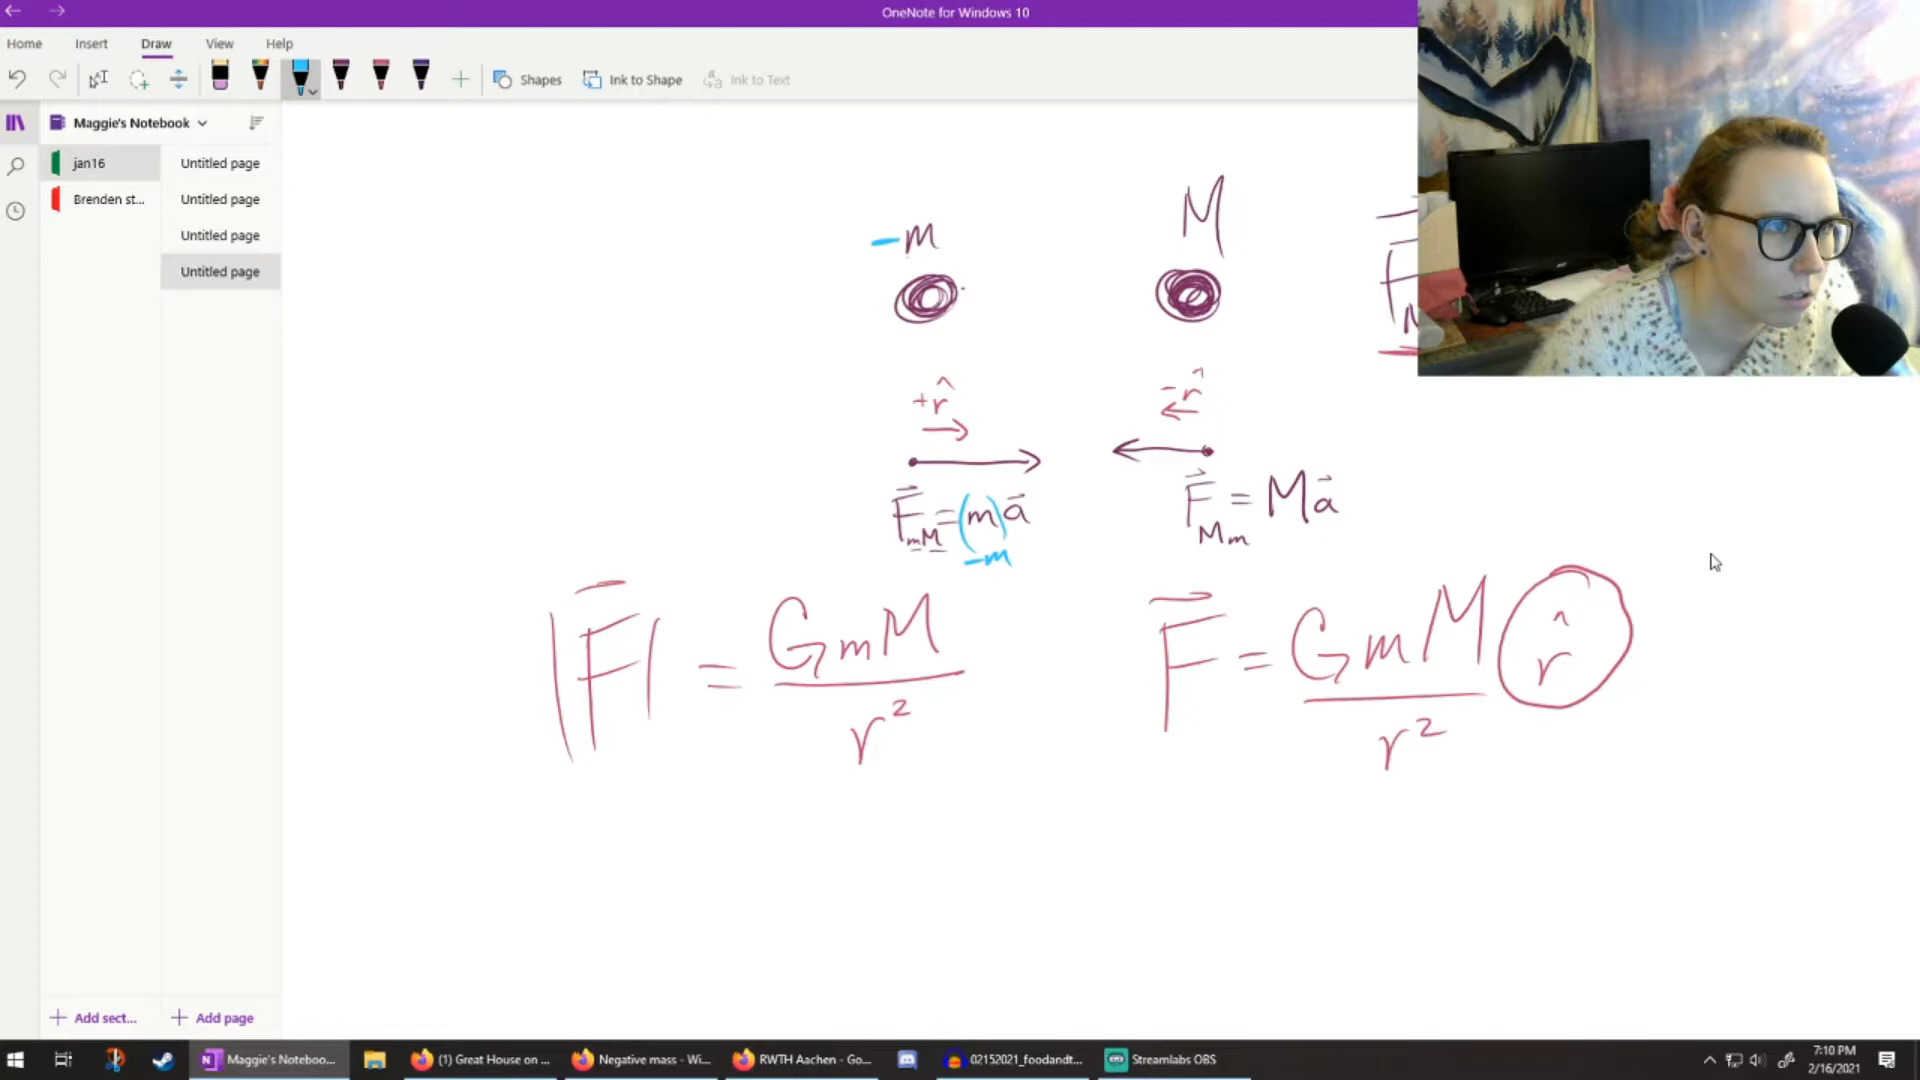 OneNote for Windows 10
Home Insert Draw View Help
Shapes Ink to Shape Ink to Text
Maggie's Notebook
jan16 Untitled page
Brenden st... Untitled page
Untitled page
Untitled page
-m M
+r̂ -r̂
F⃗mM = (m)a⃗ F⃗Mm = Ma⃗
-m
|F⃗| = GmM F⃗ = GmM r̂
r² r²
Add sect... Add page
Maggie's Noteboo... (1) Great House on ... Negative mass - Wi... RWTH Aachen - Go... 02152021_foodandt... Streamlabs OBS
7:10 PM
2/16/2021